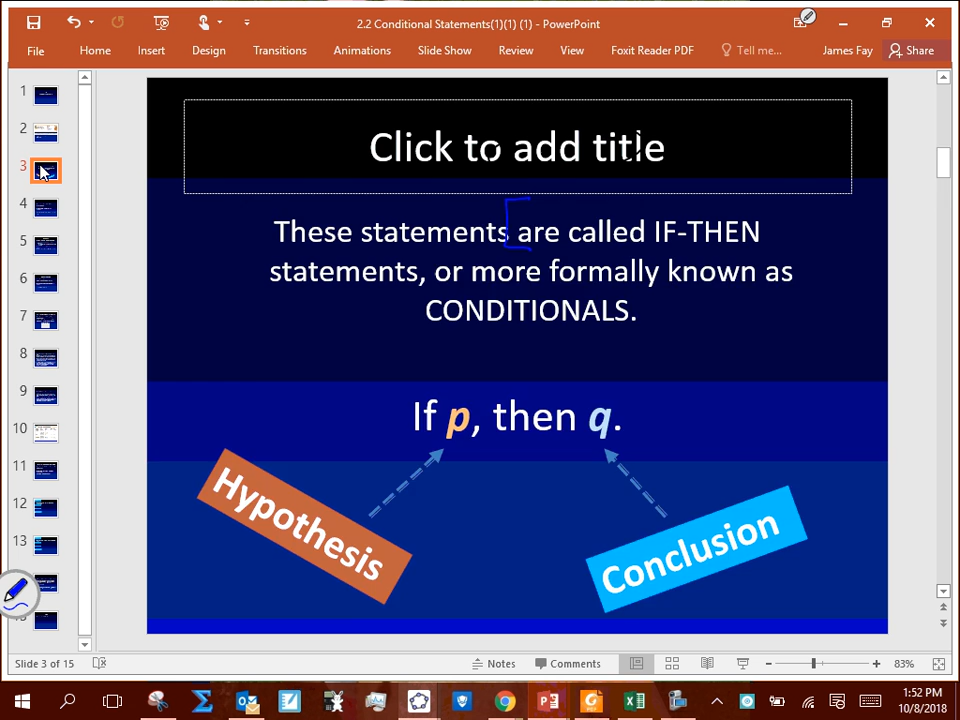 2.2 Conditional Statements(1)(1) (1) - PowerPoint
File Home Insert Design Transitions Animations Slide Show Review View Foxit Reader PDF Tell me... James Fay Share
1
2
3
4
5
6
7
8
9
10
11
12
13
Click to add title
These statements are called IF-THEN
statements, or more formally known as
CONDITIONALS.
If p, then q.
Hypothesis
Conclusion
Slide 3 of 15 Notes Comments 83%
1:52 PM
10/8/2018